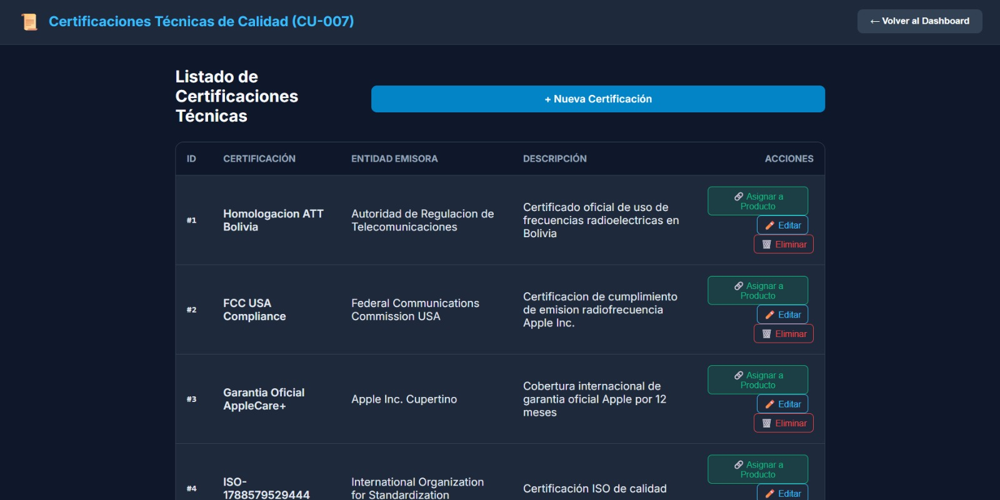 Certificaciones Técnicas de Calidad (CU-007)
← Volver al Dashboard
Listado de
Certificaciones
Técnicas
+ Nueva Certificación
ID CERTIFICACIÓN ENTIDAD EMISORA DESCRIPCIÓN ACCIONES
#1
Homologacion ATT
Bolivia
Autoridad de Regulacion de
Telecomunicaciones
Certificado oficial de uso de
frecuencias radioelectricas en
Bolivia
Asignar a
Producto
Editar
Eliminar
#2
FCC USA
Compliance
Federal Communications
Commission USA
Certificacion de cumplimiento
de emision radiofrecuencia
Apple Inc.
Asignar a
Producto
Editar
Eliminar
#3
Garantia Oficial
AppleCare+
Apple Inc. Cupertino
Cobertura internacional de
garantia oficial Apple por 12
meses
Asignar a
Producto
Editar
Eliminar
#4
ISO-
1788579529444
International Organization
for Standardization
Certificación ISO de calidad
Asignar a
Producto
Editar